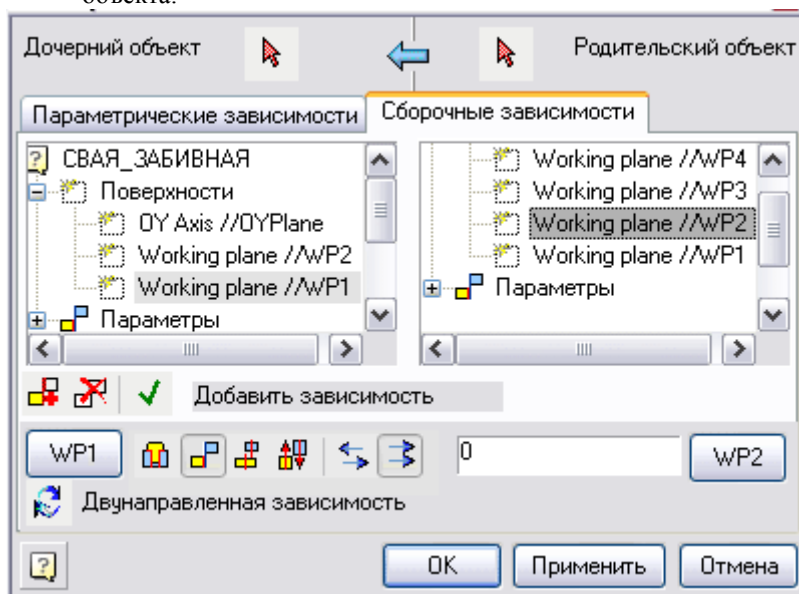 объекта.
Дочерний объект
Родительский объект
Параметрические зависимости
Сборочные зависимости
СВАЯ_ЗАБИВНАЯ
Поверхности
OY Axis //OYPlane
Working plane //WP2
Working plane //WP1
Параметры
Working plane //WP4
Working plane //WP3
Working plane //WP2
Working plane //WP1
Параметры
Добавить зависимость
WP1
0
WP2
Двунаправленная зависимость
OK
Применить
Отмена